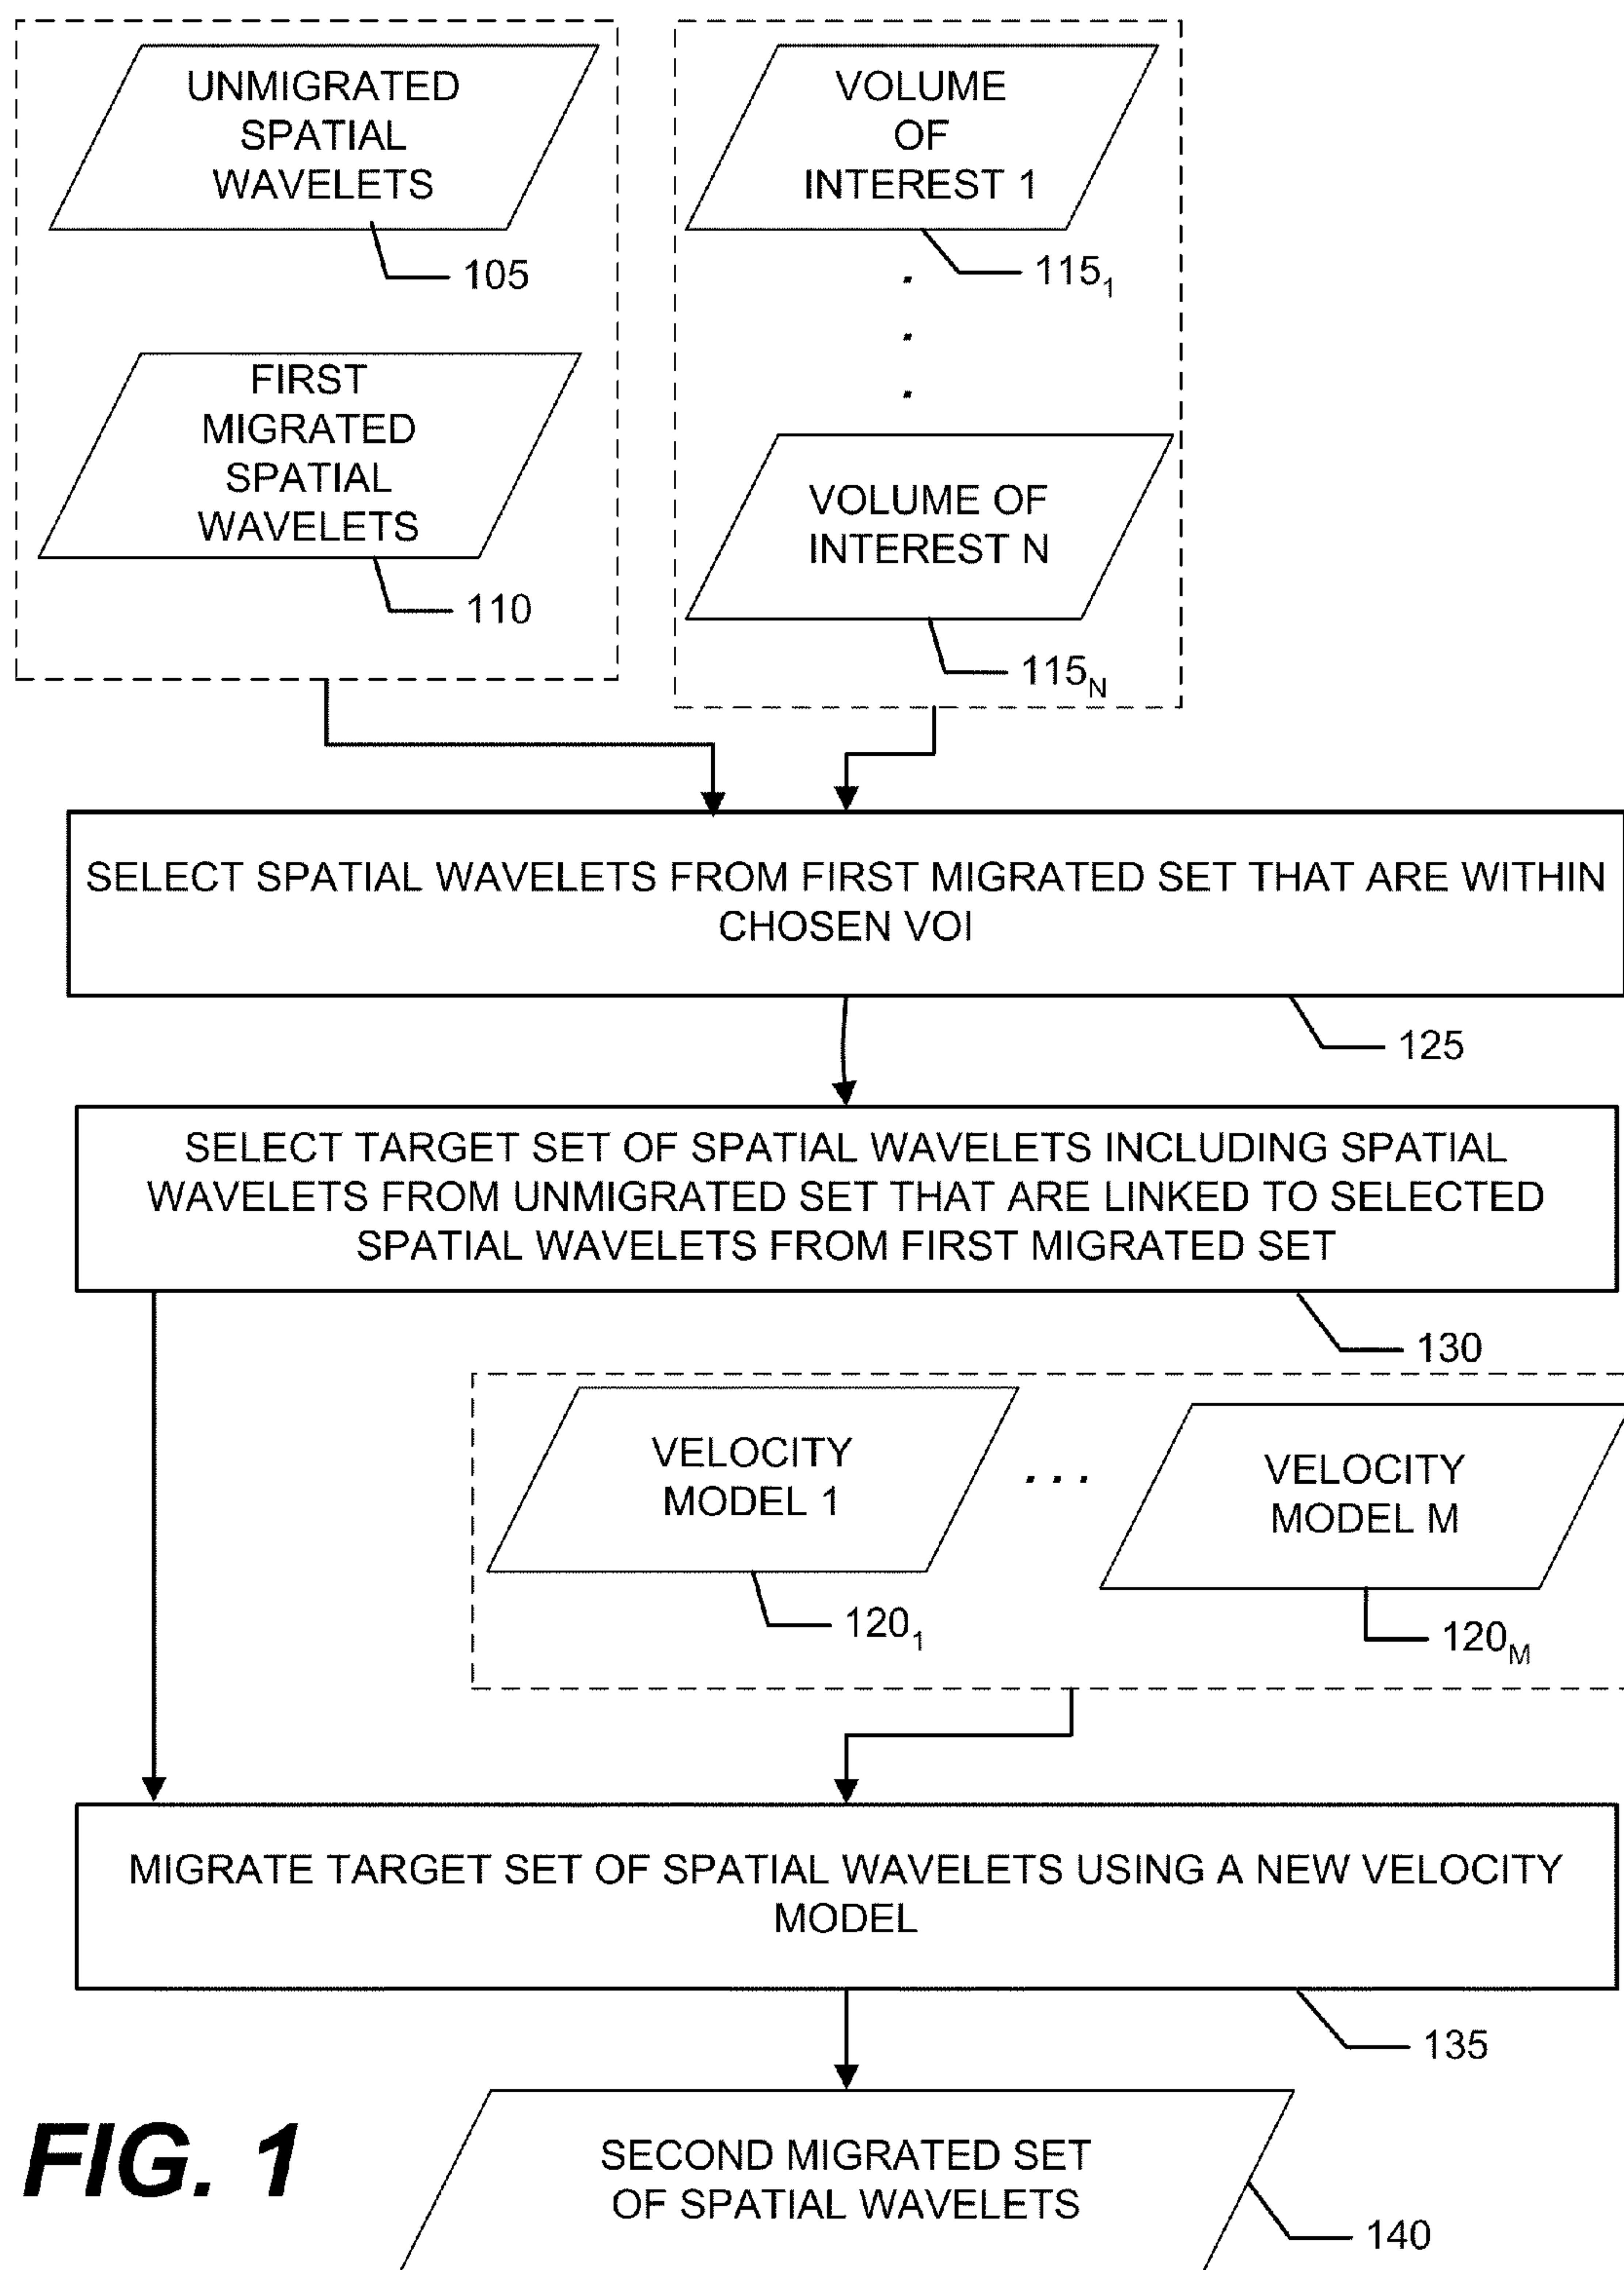 UNMIGRATED
SPATIAL
WAVELETS
105
FIRST
MIGRATED
SPATIAL
WAVELETS
110
VOLUME
OF
INTEREST 1
115₁
.
.
.
VOLUME OF
INTEREST N
115_N
SELECT SPATIAL WAVELETS FROM FIRST MIGRATED SET THAT ARE WITHIN
CHOSEN VOI
125
SELECT TARGET SET OF SPATIAL WAVELETS INCLUDING SPATIAL
WAVELETS FROM UNMIGRATED SET THAT ARE LINKED TO SELECTED
SPATIAL WAVELETS FROM FIRST MIGRATED SET
130
VELOCITY
MODEL 1
120₁
. . .
VELOCITY
MODEL M
120_M
MIGRATE TARGET SET OF SPATIAL WAVELETS USING A NEW VELOCITY
MODEL
135
SECOND MIGRATED SET
OF SPATIAL WAVELETS
140
FIG. 1